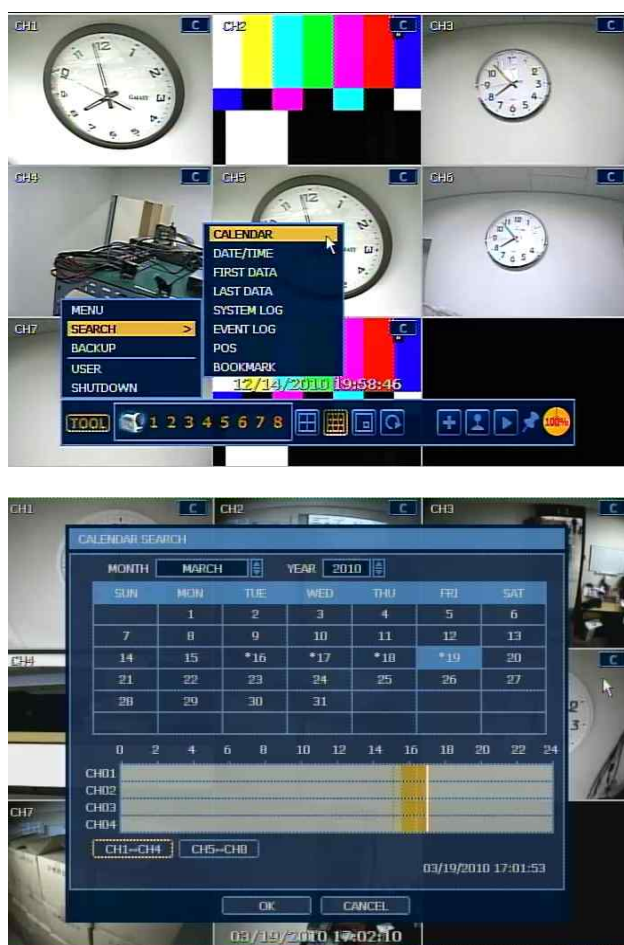 CH1 C CH2 C CH3 C
CH4 C CH5 C CH6 C
CALENDAR
DATE/TIME
FIRST DATA
LAST DATA
SYSTEM LOG
EVENT LOG
POS
BOOKMARK
CH7 C
MENU
SEARCH >
BACKUP
USER
SHUTDOWN
12/14/2010 19:58:46
TOOL 1 2 3 4 5 6 7 8 100%
CH1 C CH2 C CH3 C
CALENDAR SEARCH
MONTH MARCH YEAR 2010
SUN MON TUE WED THU FRI SAT
1 2 3 4 5 6
7 8 9 10 11 12 13
14 15 *16 *17 *18 *19 20
21 22 23 24 25 26 27
28 29 30 31
CH4 C
0 2 4 6 8 10 12 14 16 18 20 22 24
CH01
CH02
CH03
CH04
CH7
CH1~CH4 CH5~CH8
03/19/2010 17:01:53
OK CANCEL
03/19/2010 17:02:10